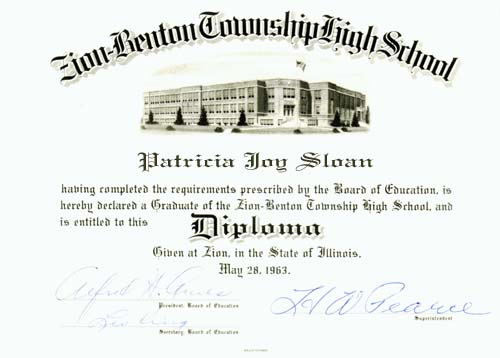 Zion-Benton Township High School
Patricia Joy Sloan
having completed the requirements prescribed by the Board of Education, is
hereby declared a Graduate of the Zion-Benton Township High School, and
is entitled to this Diploma
Given at Zion, in the State of Illinois,
May 28, 1963.
Alfred H.
President, Board of Education
H W Pearce
Superintendent
Secretary, Board of Education